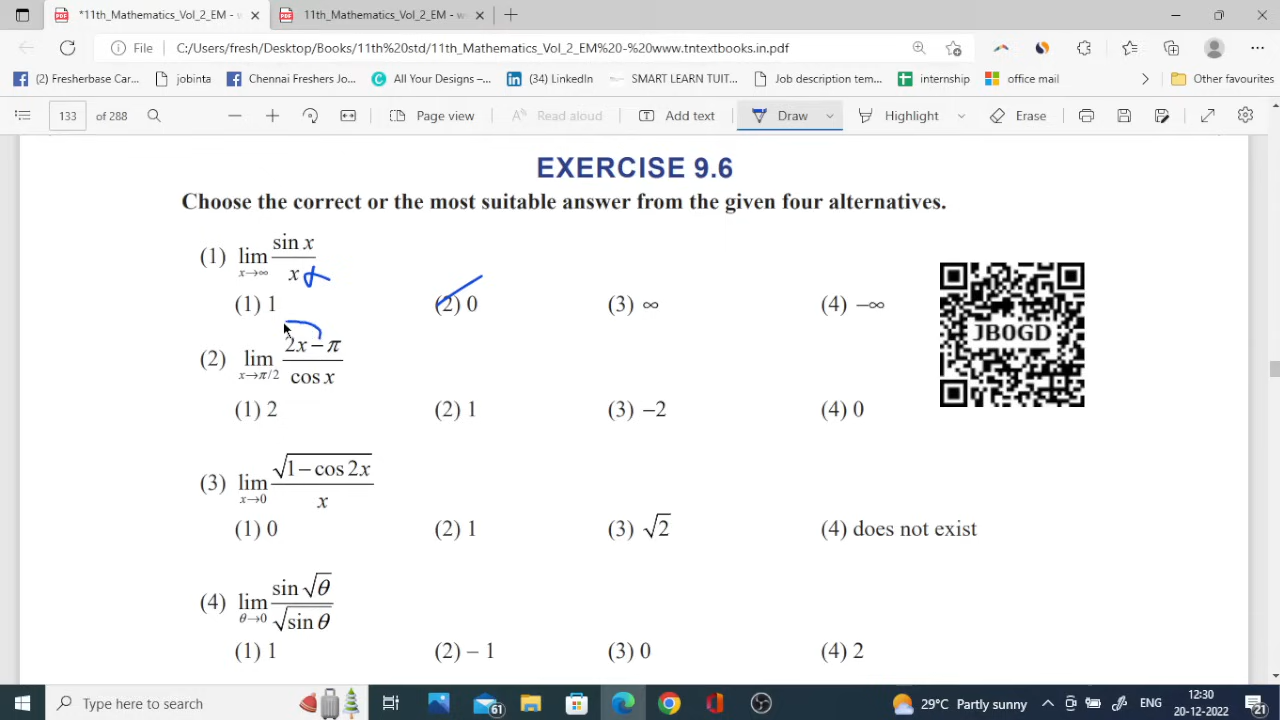 *11th_Mathematics_Vol_2_EM - w
11th_Mathematics_Vol_2_EM - w
File
C:/Users/fresh/Desktop/Books/11th%20std/11th_Mathematics_Vol_2_EM%20-%20www.tntextbooks.in.pdf
(2) Fresherbase Car...
jobinta
Chennai Freshers Jo...
All Your Designs –...
(34) LinkedIn
SMART LEARN TUIT...
Job description tem...
internship
office mail
Other favourites
133 of 288
Page view
Read aloud
Add text
Draw
Highlight
Erase
EXERCISE 9.6
Choose the correct or the most suitable answer from the given four alternatives.
(1) lim x→∞ sin x / x
(1) 1 (2) 0 (3) ∞ (4) −∞
(2) lim x→π/2 2x − π / cos x
(1) 2 (2) 1 (3) −2 (4) 0
(3) lim x→0 √1 − cos 2x / x
(1) 0 (2) 1 (3) √2 (4) does not exist
(4) lim θ→0 sin √θ / √sin θ
(1) 1 (2) − 1 (3) 0 (4) 2
JB0GD
Type here to search
61
29°C Partly sunny
ENG
12:30
20-12-2022
21